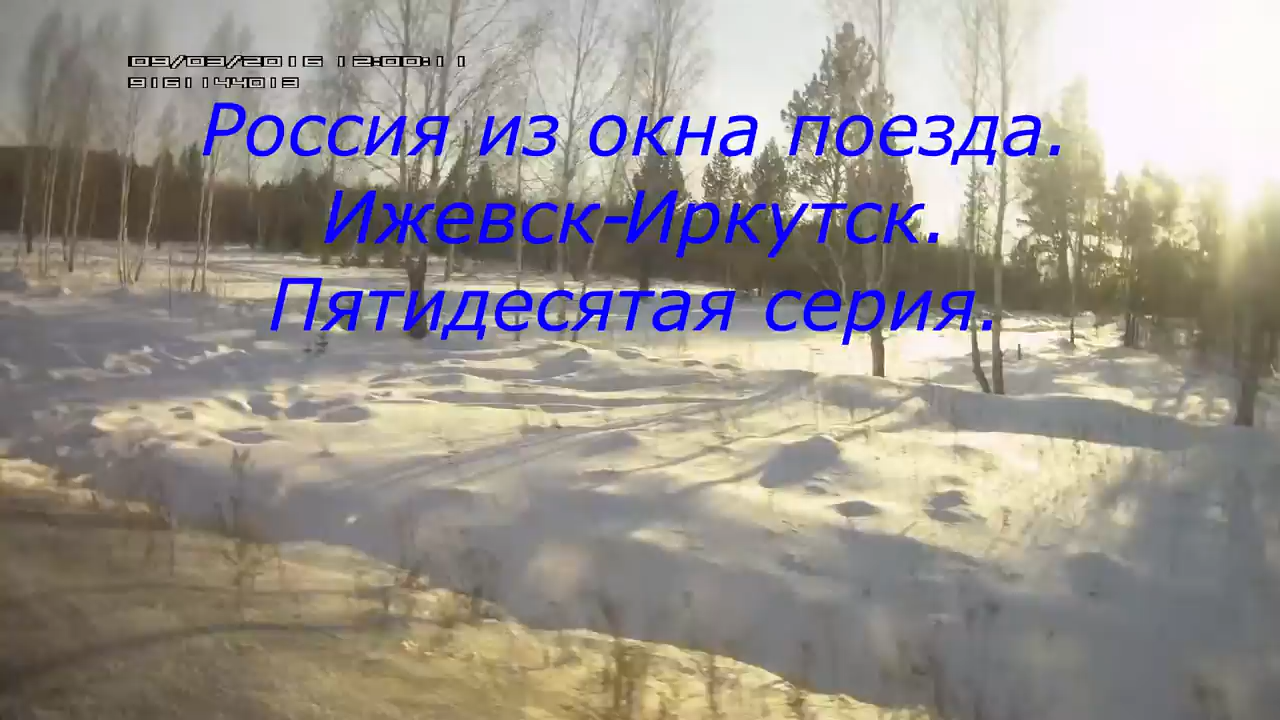 09/03/2016 12:00:11
9161144013
Россия из окна поезда.
Ижевск-Иркутск.
Пятидесятая серия.